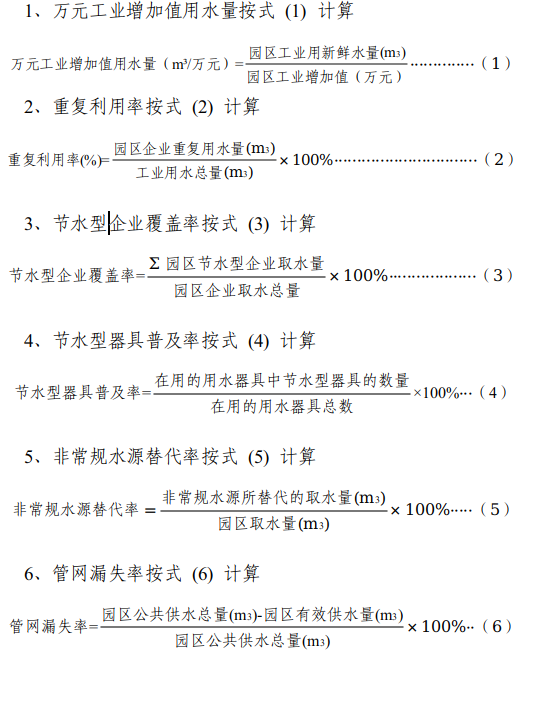 1、万元工业增加值用水量按式 (1) 计算
万元工业增加值用水量（m³/万元）=园区工业用新鲜水量(m3)/园区工业增加值（万元）··············（1）
2、重复利用率按式 (2) 计算
重复利用率(%)=园区企业重复用水量(m3)/工业用水总量(m3)×100%································（2）
3、节水型企业覆盖率按式 (3) 计算
节水型企业覆盖率=Σ 园区节水型企业取水量/园区企业取水总量×100%···················（3）
4、节水型器具普及率按式 (4) 计算
节水型器具普及率=在用的用水器具中节水型器具的数量/在用的用水器具总数×100%···（4）
5、非常规水源替代率按式 (5) 计算
非常规水源替代率 =非常规水源所替代的取水量(m3)/园区取水量(m3)×100%·····（5）
6、管网漏失率按式 (6) 计算
管网漏失率=园区公共供水总量(m3)-园区有效供水量(m3)/园区公共供水总量(m3)×100%··（6）